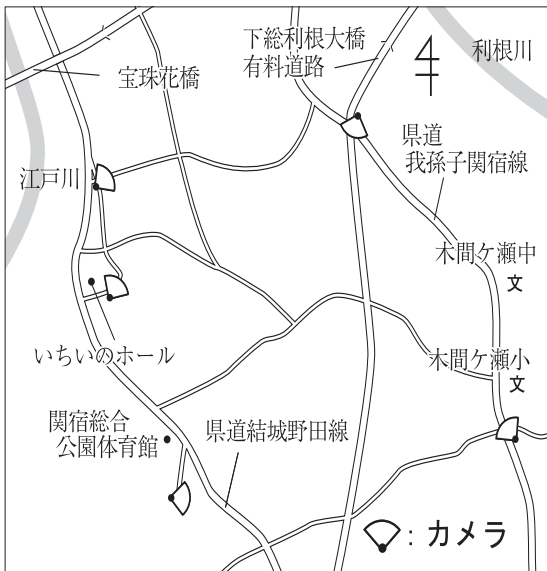 下総利根大橋
有料道路
利根川
宝珠花橋
県道
我孫子関宿線
江戸川
木間ケ瀬中
文
いちいのホール
木間ケ瀬小
文
関宿総合
公園体育館
県道結城野田線
:カメラ